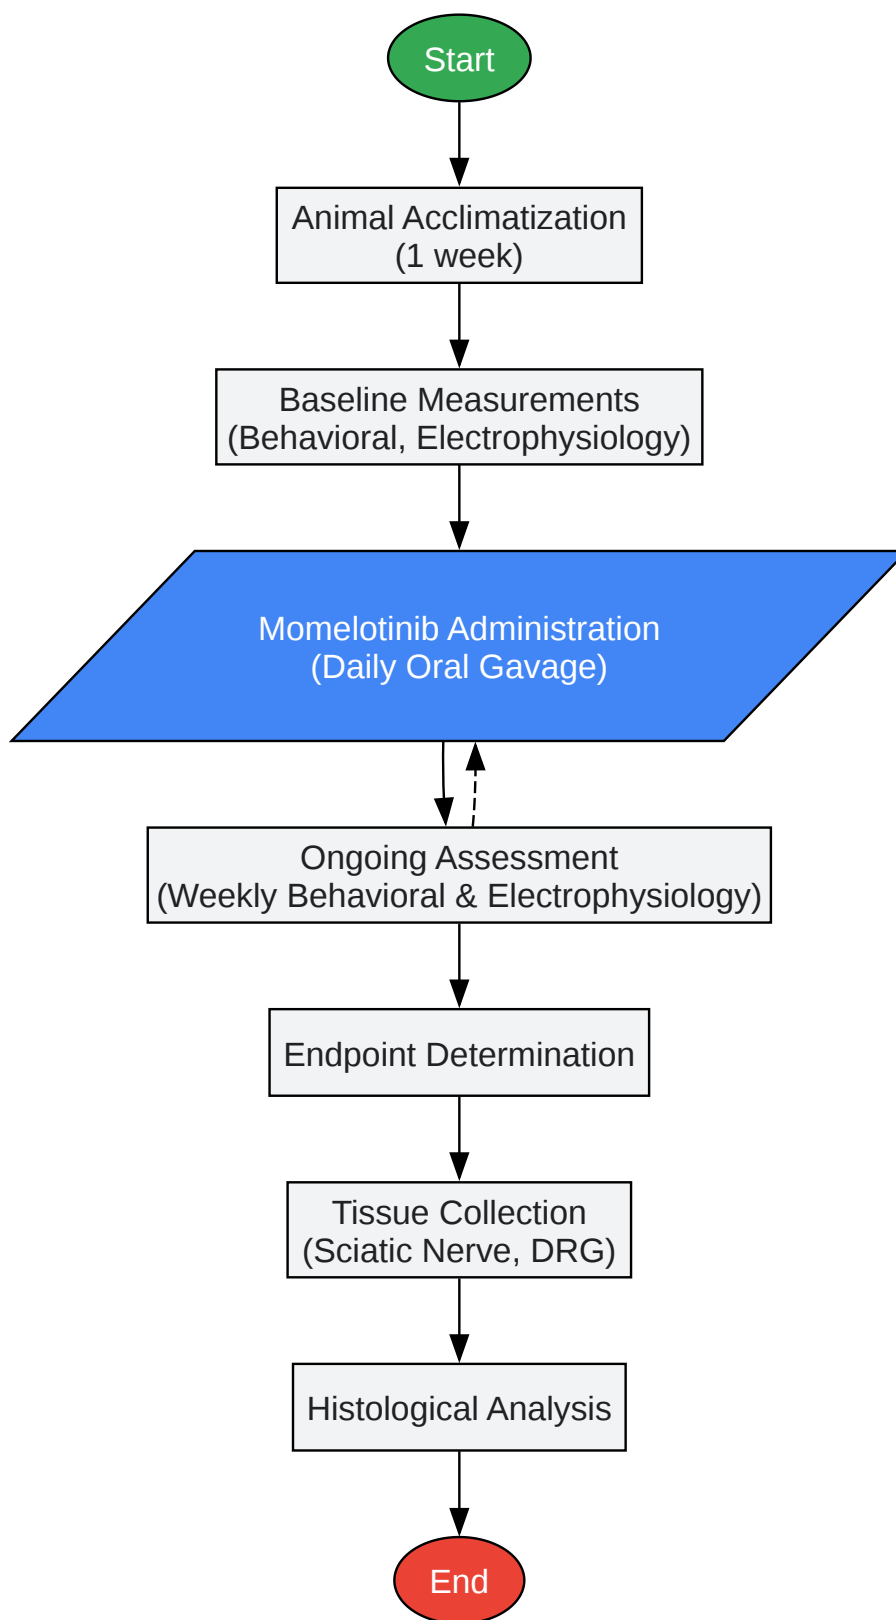 Start
Animal Acclimatization
(1 week)
Baseline Measurements
(Behavioral, Electrophysiology)
Momelotinib Administration
(Daily Oral Gavage)
Ongoing Assessment
(Weekly Behavioral & Electrophysiology)
Endpoint Determination
Tissue Collection
(Sciatic Nerve, DRG)
Histological Analysis
End